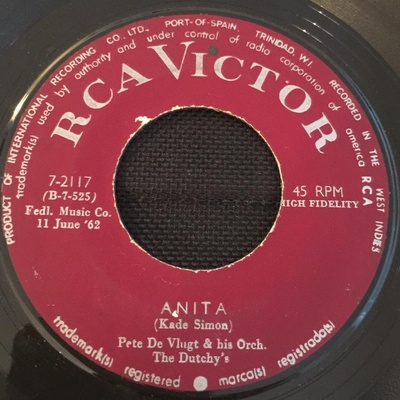 PRODUCT OF INTERNATIONAL RECORDING CO., LTD., PORT-OF-SPAIN TRINIDAD, W.I. RECORDED IN THE WEST INDIES
trademark(s) used by authority and under control of radio corporation of america RCA
RCA VICTOR
7-2117
(B-7-525)
Fedl. Music Co.
11 June '62
45 RPM
HIGH FIDELITY
ANITA
(Kade Simon)
Pete De Vlugt & his Orch.
The Dutchy's
trademark(s) registered marca(s) registrada(s)